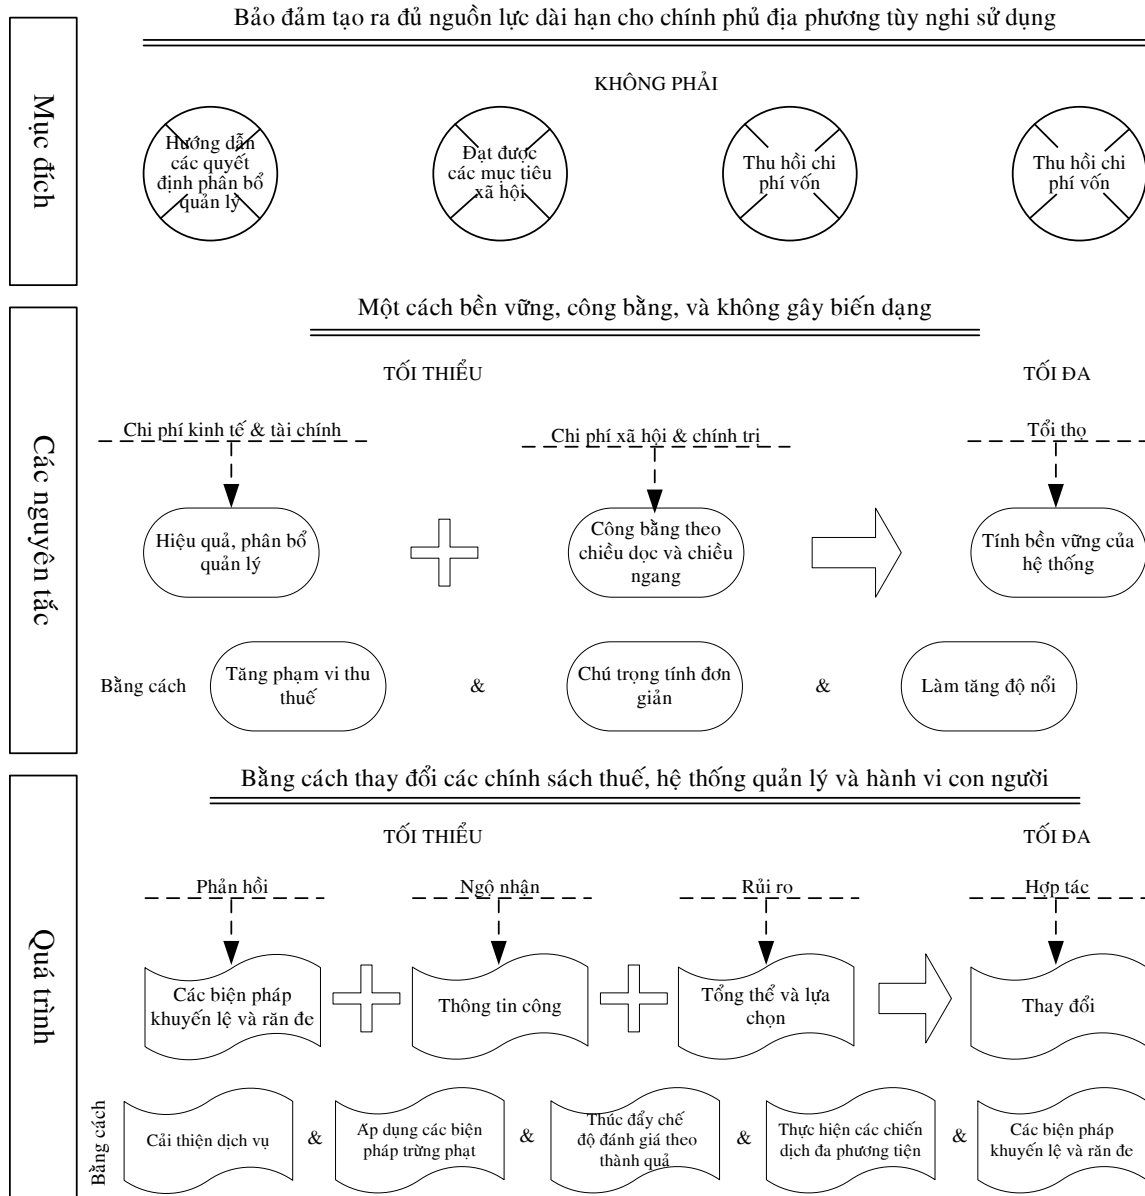 Bảo đảm tạo ra đủ nguồn lực dài hạn cho chính phủ địa phương tùy nghi sử dụng
Mục đích
KHÔNG PHẢI
Hướng dẫn
các quyết
định phân bổ
quản lý
Đạt được
các mục tiêu
xã hội
Thu hồi chi
phí vốn
Thu hồi chi
phí vốn
Một cách bền vững, công bằng, và không gây biến dạng
Các nguyên tắc
TỐI THIỂU
TỐI ĐA
Chi phí kinh tế & tài chính
Chi phí xã hội & chính trị
Tổi thọ
Hiệu quả, phân bổ
quản lý
Công bằng theo
chiều dọc và chiều
ngang
Tính bền vững của
hệ thống
Bằng cách
Tăng phạm vi thu
thuế
&
Chú trọng tính đơn
giản
&
Làm tăng độ nổi
Bằng cách thay đổi các chính sách thuế, hệ thống quản lý và hành vi con người
Quá trình
TỐI THIỂU
TỐI ĐA
Phản hồi
Ngộ nhận
Rủi ro
Hợp tác
Các biện pháp
khuyến lệ và răn đe
Thông tin công
Tổng thể và lựa
chọn
Thay đổi
Bằng cách
Cải thiện dịch vụ
&
Ap dụng các biện
pháp trừng phạt
&
Thúc đẩy chế
độ đánh giá theo
thành quả
&
Thực hiện các chiến
dịch đa phương tiện
&
Các biện pháp
khuyến lệ và răn đe